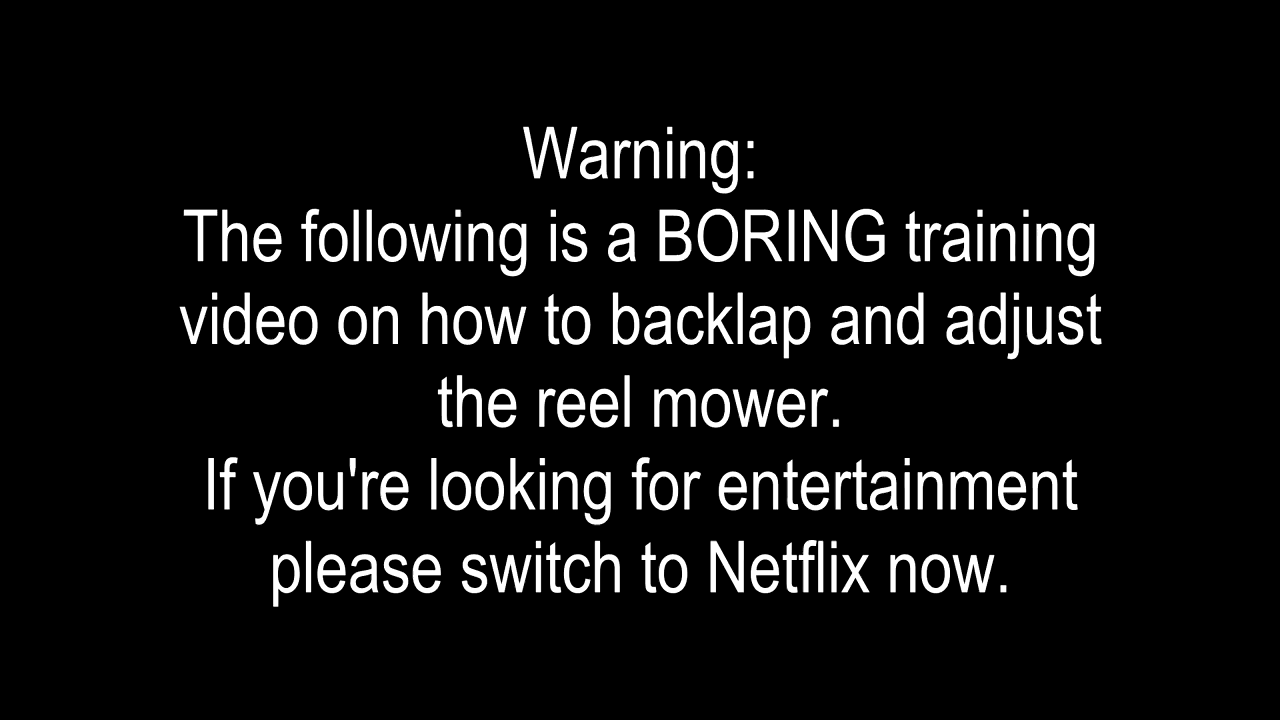 Warning:
The following is a BORING training
video on how to backlap and adjust
the reel mower.
If you're looking for entertainment
please switch to Netflix now.